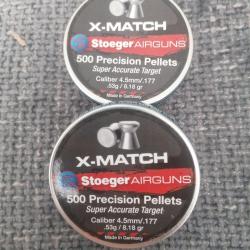 X-MATCH
Stoeger AIRGUNS
500 Precision Pellets
Super Accurate Target
Caliber 4.5mm/.177
.53g / 8.18 gr
Made in Germany
X-MATCH
Stoeger AIRGUNS
500 Precision Pellets
Super Accurate Target
Caliber 4.5mm/.177
.53g / 8.18 gr
Made in Germany